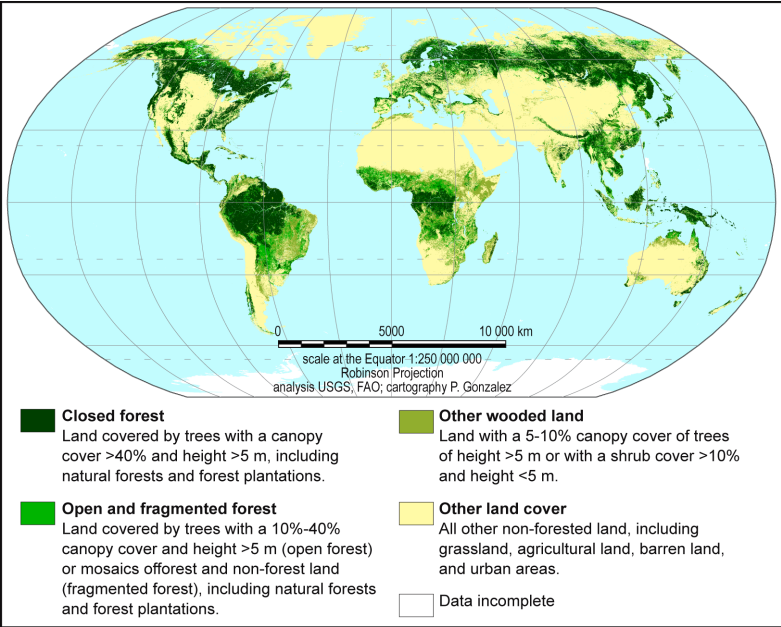 0 5000 10 000 km
scale at the Equator 1:250 000 000
Robinson Projection
analysis USGS, FAO; cartography P. Gonzalez
Closed forest
Land covered by trees with a canopy
cover >40% and height >5 m, including
natural forests and forest plantations.
Open and fragmented forest
Land covered by trees with a 10%-40%
canopy cover and height >5 m (open forest)
or mosaics offorest and non-forest land
(fragmented forest), including natural forests
and forest plantations.
Other wooded land
Land with a 5-10% canopy cover of trees
of height >5 m or with a shrub cover >10%
and height <5 m.
Other land cover
All other non-forested land, including
grassland, agricultural land, barren land,
and urban areas.
Data incomplete